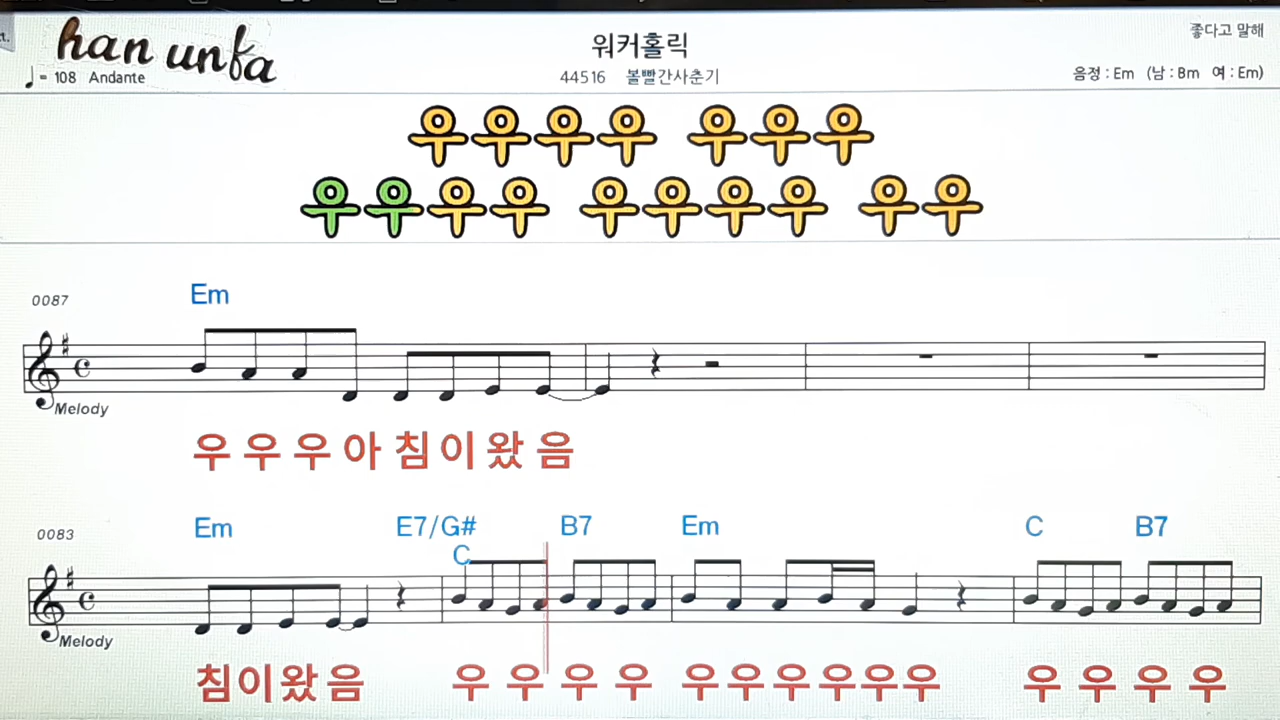 ct.
han unfa
워커홀릭
좋다고 말해
♩= 108 Andante
44516 볼빨간사춘기
음정 : Em (남 : Bm 여 : Em)
우우우우 우우우
우우우우 우우우우 우우
0087
Em
Melody
우 우 우 아 침 이 왔 음
0083
Em E7/G# B7 Em C B7
C
Melody
침이왔음 우 우 우 우 우우우우우우 우 우 우 우